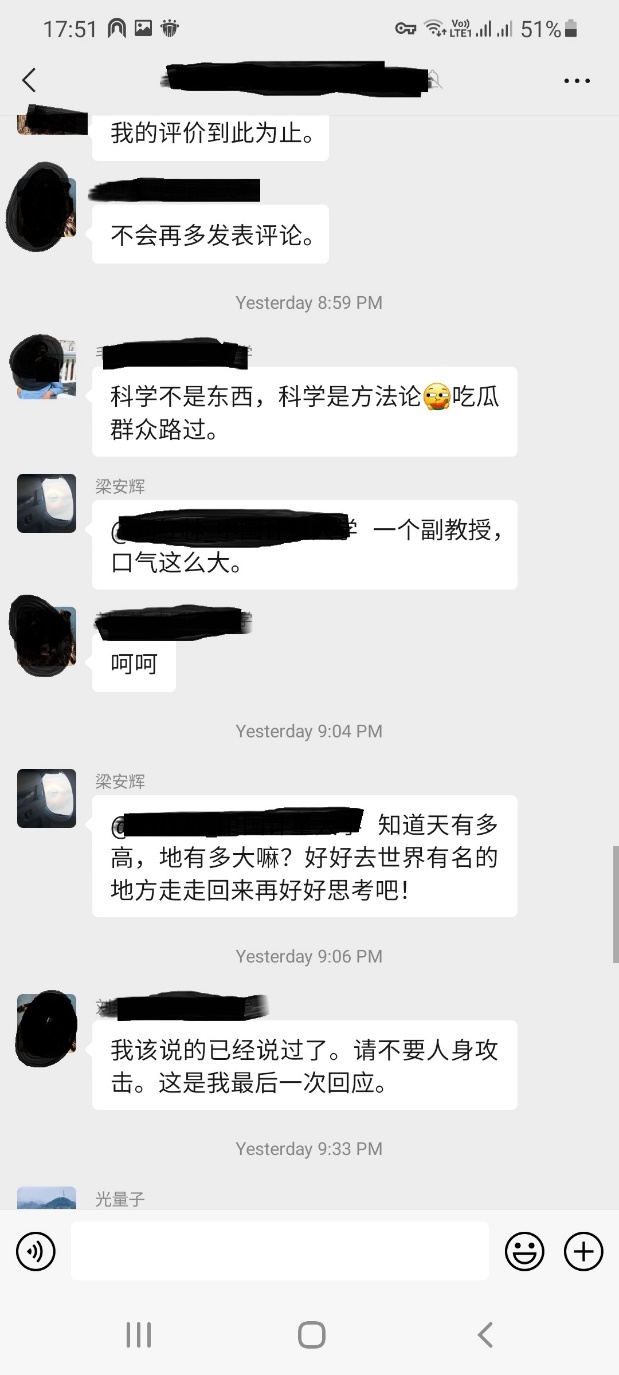 17:51
Vo))
LTE1
51%
我的评价到此为止。
不会再多发表评论。
Yesterday 8:59 PM
科学不是东西，科学是方法论吃瓜
群众路过。
梁安辉
@ 学 一个副教授，
口气这么大。
呵呵
Yesterday 9:04 PM
梁安辉
知道天有多
高，地有多大嘛？好好去世界有名的
地方走走回来再好好思考吧！
Yesterday 9:06 PM
我该说的已经说过了。请不要人身攻
击。这是我最后一次回应。
Yesterday 9:33 PM
光量子